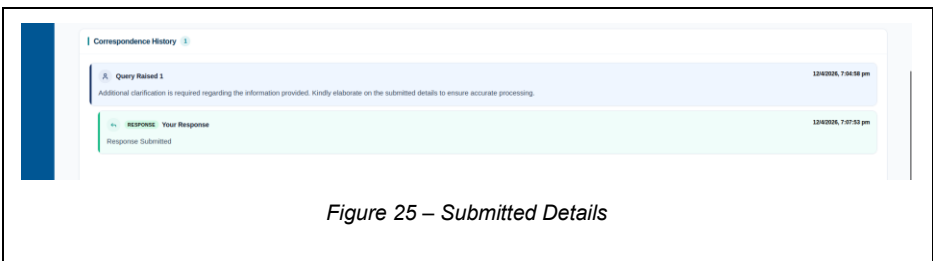 Correspondence History 1
Query Raised 1 12/4/2026, 7:04:58 pm
Additional clarification is required regarding the information provided. Kindly elaborate on the submitted details to ensure accurate processing.
RESPONSE Your Response 12/4/2026, 7:07:53 pm
Response Submitted
Figure 25 – Submitted Details